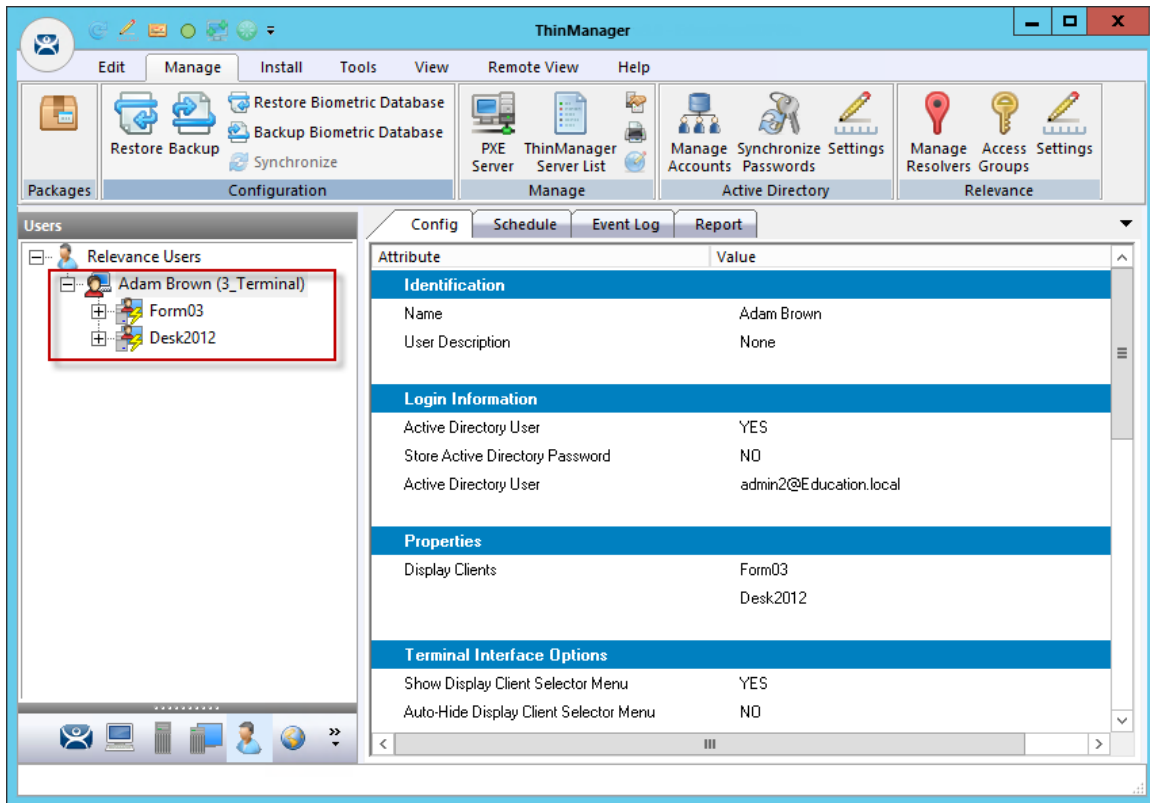 ThinManager
Edit Manage Install Tools View Remote View Help
Restore Biometric Database
Backup Biometric Database
Synchronize
Restore Backup
PXE Server
ThinManager Server List
Manage Accounts
Synchronize Passwords
Settings
Manage Resolvers
Access Groups
Settings
Packages Configuration Manage Active Directory Relevance
Users
Relevance Users
Adam Brown (3_Terminal)
Form03
Desk2012
Config Schedule Event Log Report
Attribute Value
Identification
Name Adam Brown
User Description None
Login Information
Active Directory User YES
Store Active Directory Password NO
Active Directory User admin2@Education.local
Properties
Display Clients Form03
Desk2012
Terminal Interface Options
Show Display Client Selector Menu YES
Auto-Hide Display Client Selector Menu NO